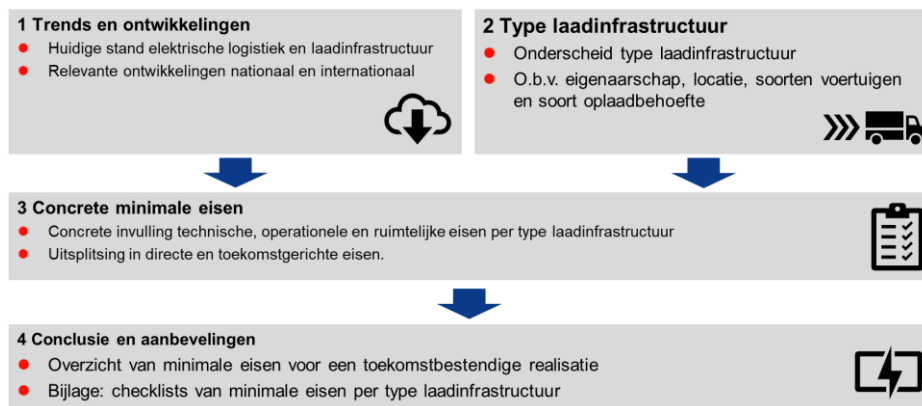 1 Trends en ontwikkelingen
Huidige stand elektrische logistiek en laadinfrastructuur
Relevante ontwikkelingen nationaal en internationaal
2 Type laadinfrastructuur
Onderscheid type laadinfrastructuur
O.b.v. eigenaarschap, locatie, soorten voertuigen
en soort oplaadbehoefte
3 Concrete minimale eisen
Concrete invulling technische, operationele en ruimtelijke eisen per type laadinfrastructuur
Uitsplitsing in directe en toekomstgerichte eisen.
4 Conclusie en aanbevelingen
Overzicht van minimale eisen voor een toekomstbestendige realisatie
Bijlage: checklists van minimale eisen per type laadinfrastructuur